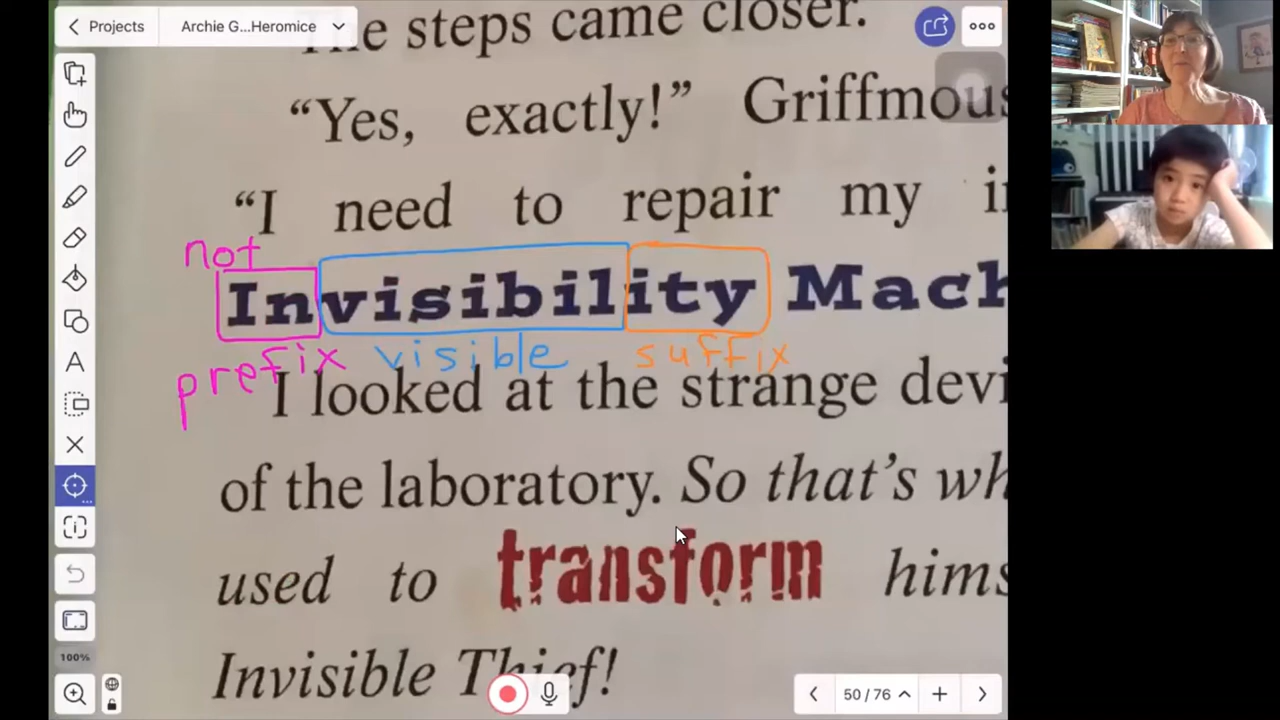 Projects
Archie G...Heromice
The steps came closer.
"Yes, exactly!" Griffmous
"I need to repair my i
not
Invisibility Mach
prefix visible suffix
I looked at the strange devi
of the laboratory. So that's wh
used to transform hims
Invisible Thief!
100%
50 / 76